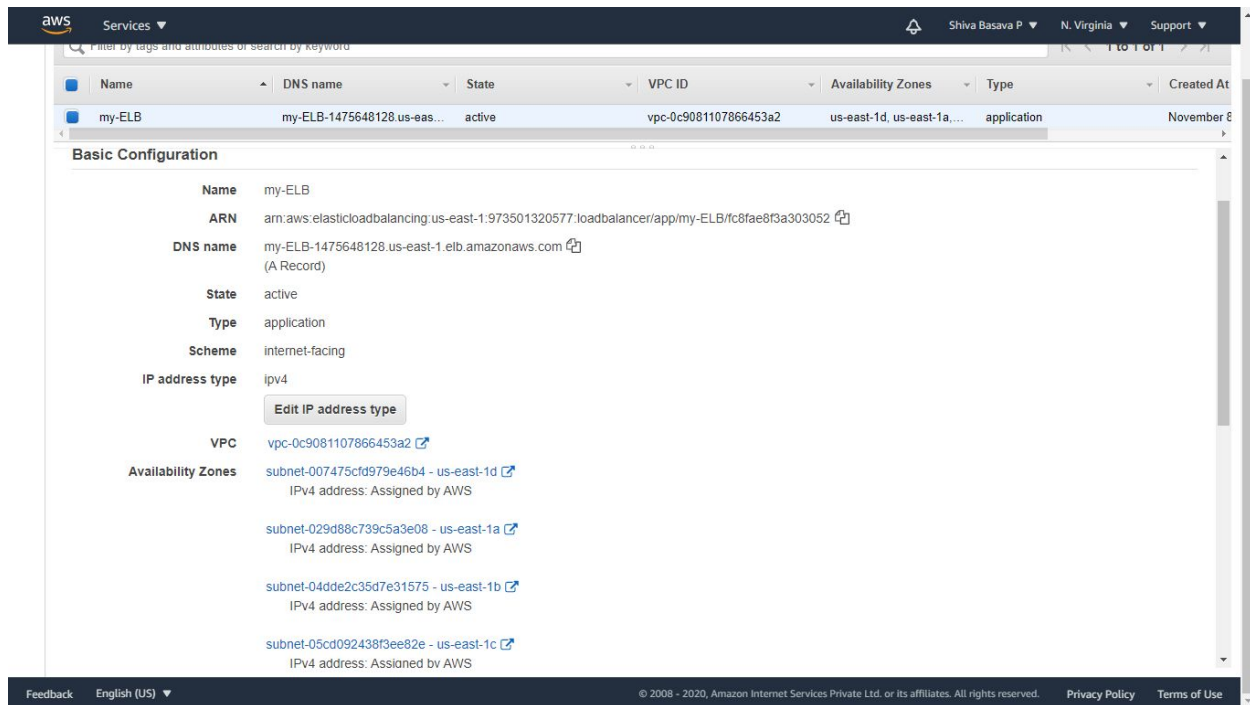 aws Services Shiva Basava P N. Virginia Support
Filter by tags and attributes or search by keyword 1 to 1 of 1
Name DNS name State VPC ID Availability Zones Type Created At
my-ELB my-ELB-1475648128.us-eas... active vpc-0c9081107866453a2 us-east-1d, us-east-1a,... application November 8
Basic Configuration
Name my-ELB
ARN arn:aws:elasticloadbalancing:us-east-1:973501320577:loadbalancer/app/my-ELB/fc8fae8f3a303052
DNS name my-ELB-1475648128.us-east-1.elb.amazonaws.com
(A Record)
State active
Type application
Scheme internet-facing
IP address type ipv4
Edit IP address type
VPC vpc-0c9081107866453a2
Availability Zones subnet-007475cfd979e46b4 - us-east-1d
IPv4 address: Assigned by AWS
subnet-029d88c739c5a3e08 - us-east-1a
IPv4 address: Assigned by AWS
subnet-04dde2c35d7e31575 - us-east-1b
IPv4 address: Assigned by AWS
subnet-05cd092438f3ee82e - us-east-1c
IPv4 address: Assigned by AWS
Feedback English (US) © 2008 - 2020, Amazon Internet Services Private Ltd. or its affiliates. All rights reserved. Privacy Policy Terms of Use